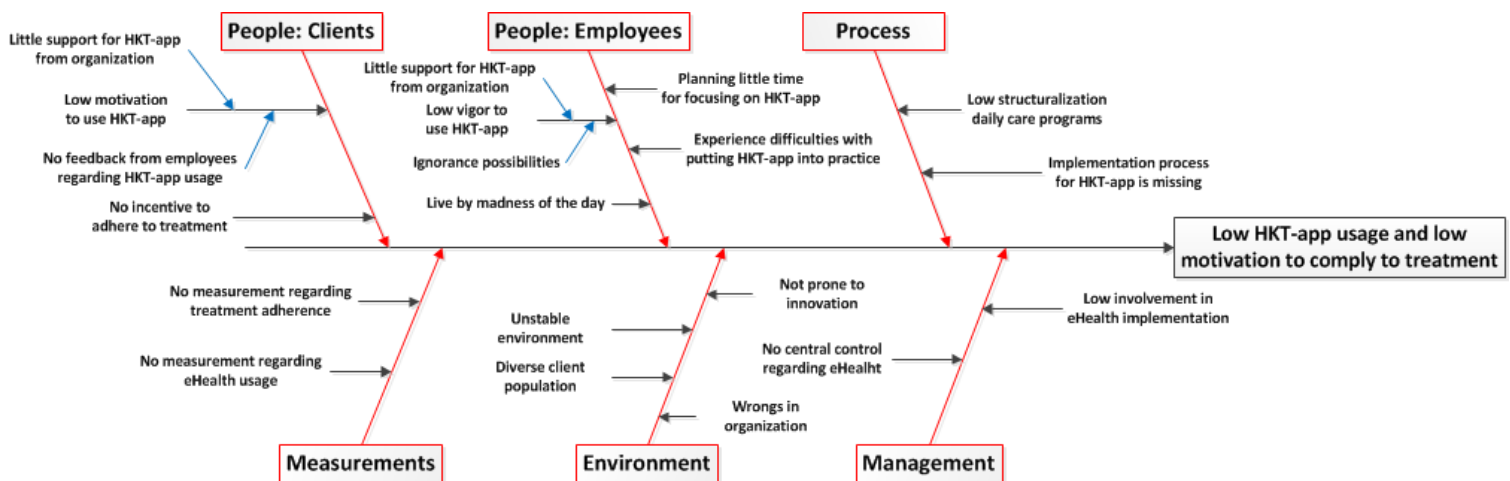 People: Clients
People: Employees
Process
Little support for HKT-app
from organization
Low motivation
to use HKT-app
No feedback from employees
regarding HKT-app usage
No incentive to
adhere to treatment
Little support for HKT-app
from organization
Low vigor to
use HKT-app
Ignorance possibilities
Live by madness of the day
Planning little time
for focusing on HKT-app
Experience difficulties with
putting HKT-app into practice
Low structuralization
daily care programs
Implementation process
for HKT-app is missing
Low HKT-app usage and low
motivation to comply to treatment
No measurement regarding
treatment adherence
No measurement regarding
eHealth usage
Unstable
environment
Diverse client
population
Not prone to
innovation
Wrongs in
organization
No central control
regarding eHealht
Low involvement in
eHealth implementation
Measurements
Environment
Management